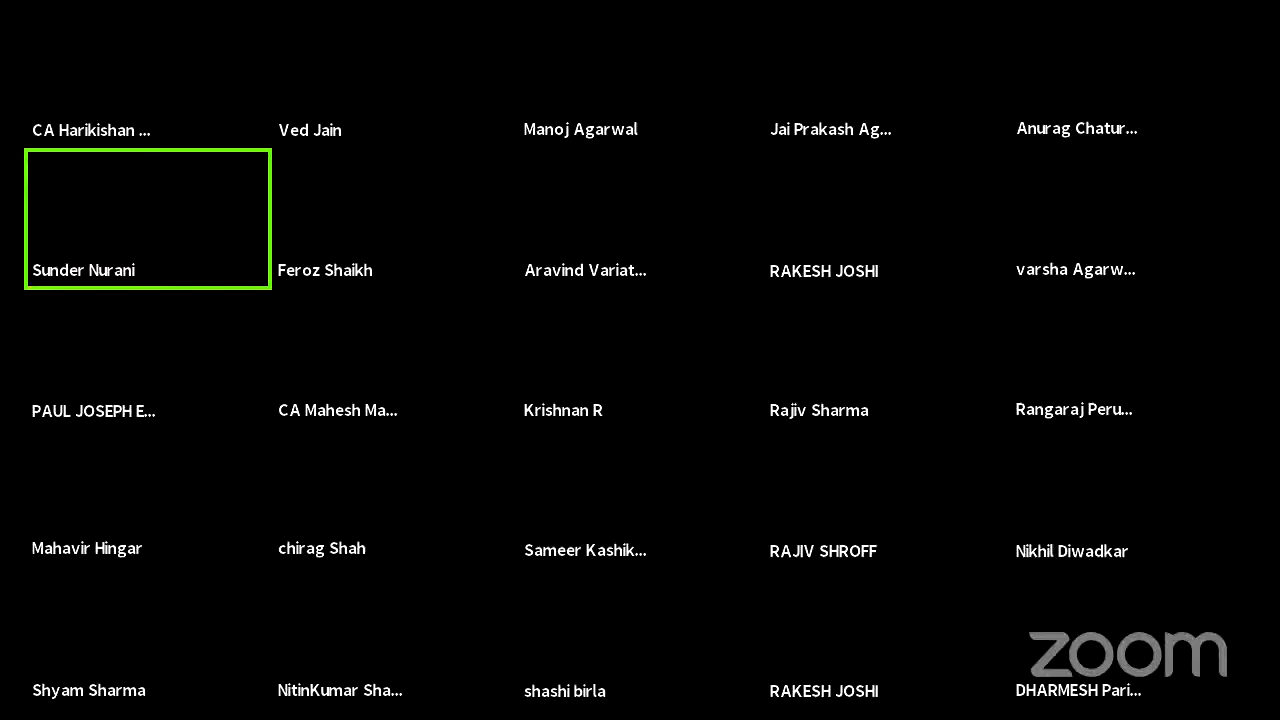 CA Harikishan ...
Ved Jain
Manoj Agarwal
Jai Prakash Ag...
Anurag Chatur...
Sunder Nurani
Feroz Shaikh
Aravind Variat...
RAKESH JOSHI
varsha Agarw...
PAUL JOSEPH E...
CA Mahesh Ma...
Krishnan R
Rajiv Sharma
Rangaraj Peru...
Mahavir Hingar
chirag Shah
Sameer Kashik...
RAJIV SHROFF
Nikhil Diwadkar
zoom
Shyam Sharma
NitinKumar Sha...
shashi birla
RAKESH JOSHI
DHARMESH Pari...